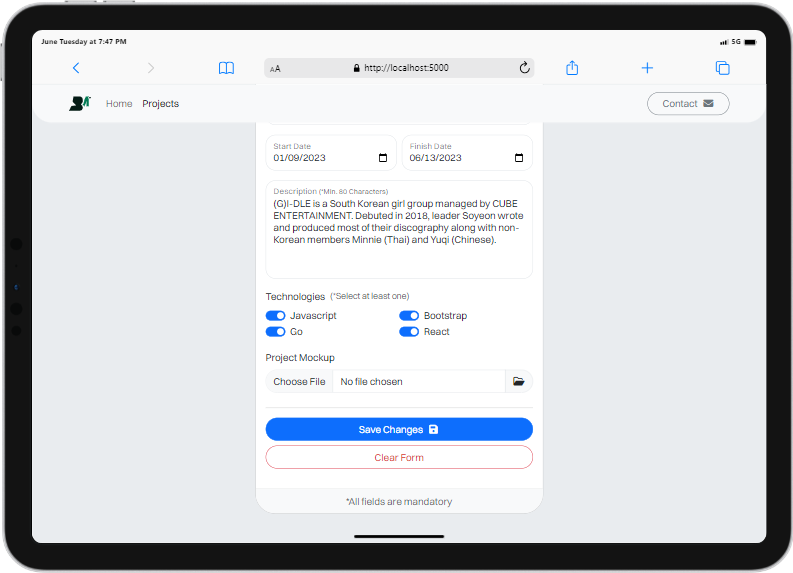 June Tuesday at 7:47 PM
5G
AA
http://localhost:5000
Home
Projects
Contact
Start Date
01/09/2023
Finish Date
06/13/2023
Description (*Min. 80 Characters)
(G)I-DLE is a South Korean girl group managed by CUBE
ENTERTAINMENT. Debuted in 2018, leader Soyeon wrote
and produced most of their discography along with non-
Korean members Minnie (Thai) and Yuqi (Chinese).
Technologies (*Select at least one)
Javascript
Bootstrap
Go
React
Project Mockup
Choose File
No file chosen
Save Changes
Clear Form
*All fields are mandatory